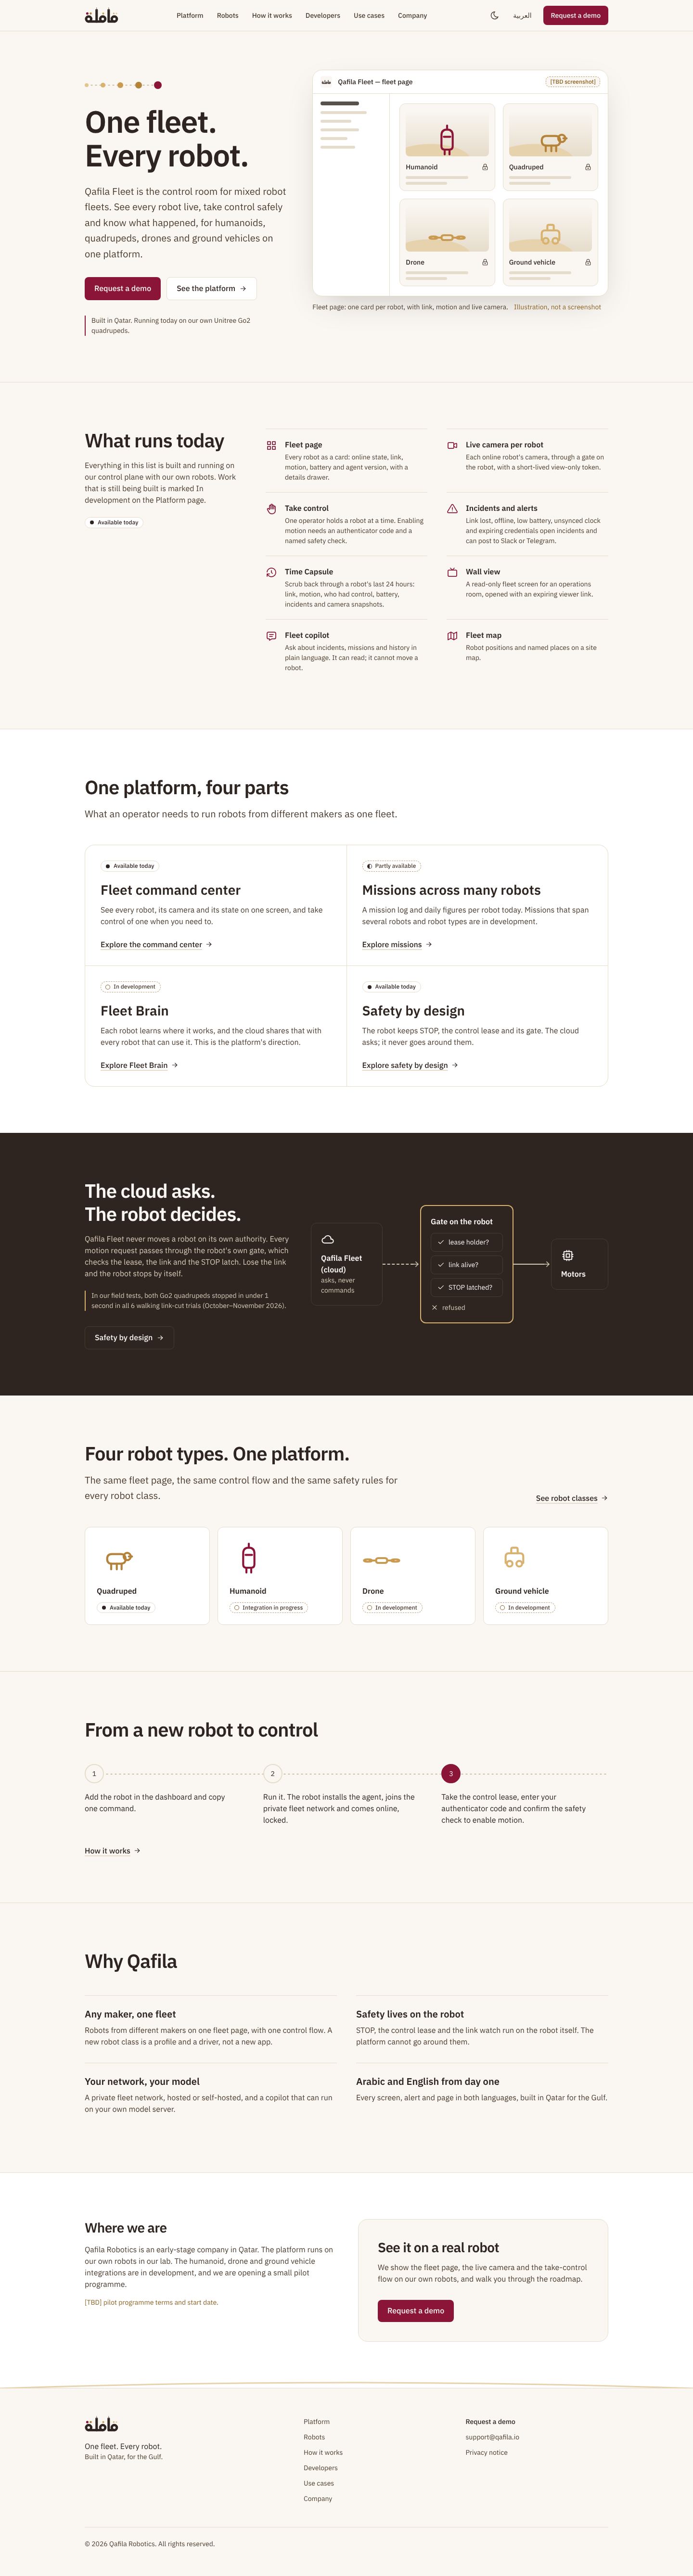 قافلة
Platform
Robots
How it works
Developers
Use cases
Company
العربية
Request a demo
One fleet.
Every robot.
Qafila Fleet is the control room for mixed robot
fleets. See every robot live, take control safely
and know what happened, for humanoids,
quadrupeds, drones and ground vehicles on
one platform.
Request a demo
See the platform →
Built in Qatar. Running today on our own Unitree Go2
quadrupeds.
Qafila Fleet — fleet page
[TBD screenshot]
Humanoid
Quadruped
Drone
Ground vehicle
Fleet page: one card per robot, with link, motion and live camera. Illustration, not a screenshot
What runs today
Everything in this list is built and running on
our control plane with our own robots. Work
that is still being built is marked In
development on the Platform page.
Available today
Fleet page
Every robot as a card: online state, link,
motion, battery and agent version, with a
details drawer.
Live camera per robot
Each online robot's camera, through a gate on
the robot, with a short-lived view-only token.
Take control
One operator holds a robot at a time. Enabling
motion needs an authenticator code and a
named safety check.
Incidents and alerts
Link lost, offline, low battery, unsynced clock
and expiring credentials open incidents and
can post to Slack or Telegram.
Time Capsule
Scrub back through a robot's last 24 hours:
link, motion, who had control, battery,
incidents and camera snapshots.
Wall view
A read-only fleet screen for an operations
room, opened with an expiring viewer link.
Fleet copilot
Ask about incidents, missions and history in
plain language. It can read; it cannot move a
robot.
Fleet map
Robot positions and named places on a site
map.
One platform, four parts
What an operator needs to run robots from different makers as one fleet.
Available today
Fleet command center
See every robot, its camera and its state on one screen, and take
control of one when you need to.
Explore the command center →
Partly available
Missions across many robots
A mission log and daily figures per robot today. Missions that span
several robots and robot types are in development.
Explore missions →
In development
Fleet Brain
Each robot learns where it works, and the cloud shares that with
every robot that can use it. This is the platform's direction.
Explore Fleet Brain →
Available today
Safety by design
The robot keeps STOP, the control lease and its gate. The cloud
asks; it never goes around them.
Explore safety by design →
The cloud asks.
The robot decides.
Qafila Fleet never moves a robot on its own authority. Every
motion request passes through the robot's own gate, which
checks the lease, the link and the STOP latch. Lose the link
and the robot stops by itself.
In our field tests, both Go2 quadrupeds stopped in under 1
second in all 6 walking link-cut trials (October–November 2026).
Safety by design →
Qafila Fleet
(cloud)
asks, never
commands
Gate on the robot
lease holder?
link alive?
STOP latched?
refused
Motors
Four robot types. One platform.
The same fleet page, the same control flow and the same safety rules for
every robot class.
See robot classes →
Quadruped
Available today
Humanoid
Integration in progress
Drone
In development
Ground vehicle
In development
From a new robot to control
1
2
3
Add the robot in the dashboard and copy
one command.
Run it. The robot installs the agent, joins the
private fleet network and comes online,
locked.
Take the control lease, enter your
authenticator code and confirm the safety
check to enable motion.
How it works →
Why Qafila
Any maker, one fleet
Robots from different makers on one fleet page, with one control flow. A
new robot class is a profile and a driver, not a new app.
Safety lives on the robot
STOP, the control lease and the link watch run on the robot itself. The
platform cannot go around them.
Your network, your model
A private fleet network, hosted or self-hosted, and a copilot that can run
on your own model server.
Arabic and English from day one
Every screen, alert and page in both languages, built in Qatar for the Gulf.
Where we are
Qafila Robotics is an early-stage company in Qatar. The platform runs on
our own robots in our lab. The humanoid, drone and ground vehicle
integrations are in development, and we are opening a small pilot
programme.
[TBD] pilot programme terms and start date.
See it on a real robot
We show the fleet page, the live camera and the take-control
flow on our own robots, and walk you through the roadmap.
Request a demo
قافلة
One fleet. Every robot.
Built in Qatar, for the Gulf.
Platform
Robots
How it works
Developers
Use cases
Company
Request a demo
support@qafila.io
Privacy notice
© 2026 Qafila Robotics. All rights reserved.